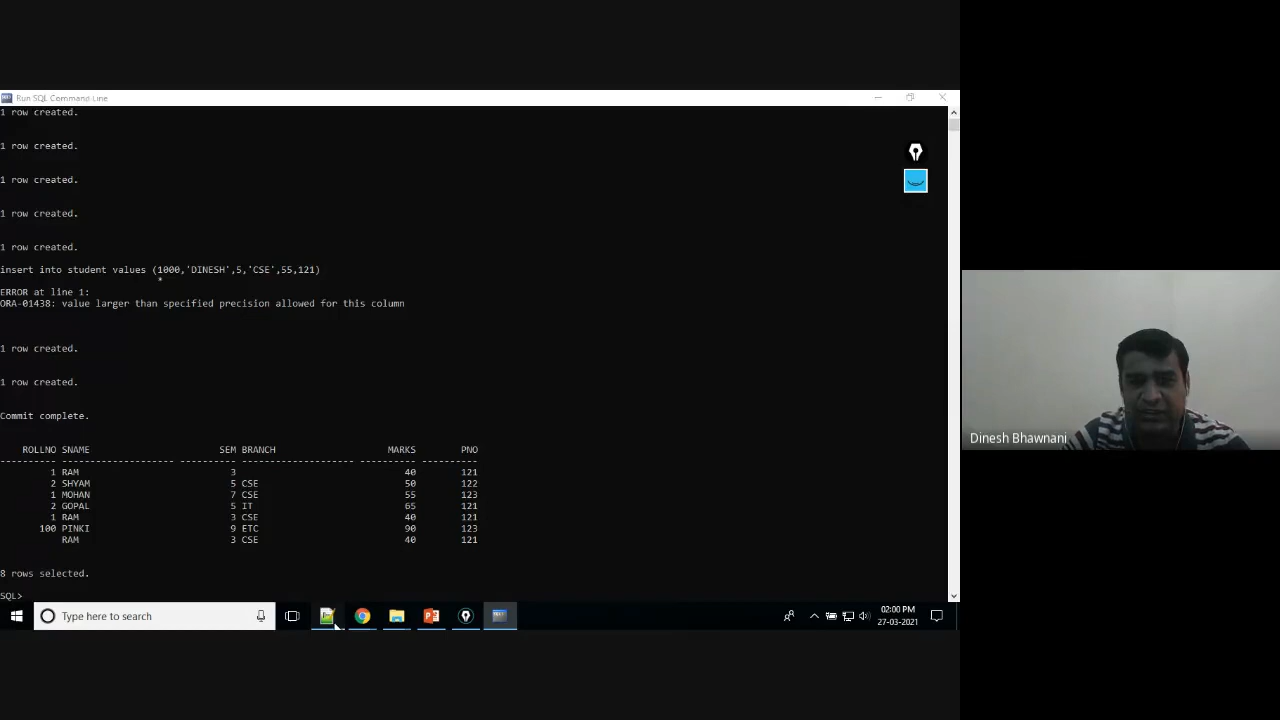 Run SQL Command Line
1 row created.
1 row created.
1 row created.
1 row created.
1 row created.
insert into student values (1000,'DINESH',5,'CSE',55,121)
*
ERROR at line 1:
ORA-01438: value larger than specified precision allowed for this column
1 row created.
1 row created.
Commit complete.
ROLLNO SNAME SEM BRANCH MARKS PNO
---------- -------------------- ---------- -------------------- ---------- ----------
1 RAM 3 40 121
2 SHYAM 5 CSE 50 122
1 MOHAN 7 CSE 55 123
2 GOPAL 5 IT 65 121
1 RAM 3 CSE 40 121
100 PINKI 9 ETC 90 123
RAM 3 CSE 40 121
8 rows selected.
SQL>
Dinesh Bhawnani
Type here to search
02:00 PM
27-03-2021